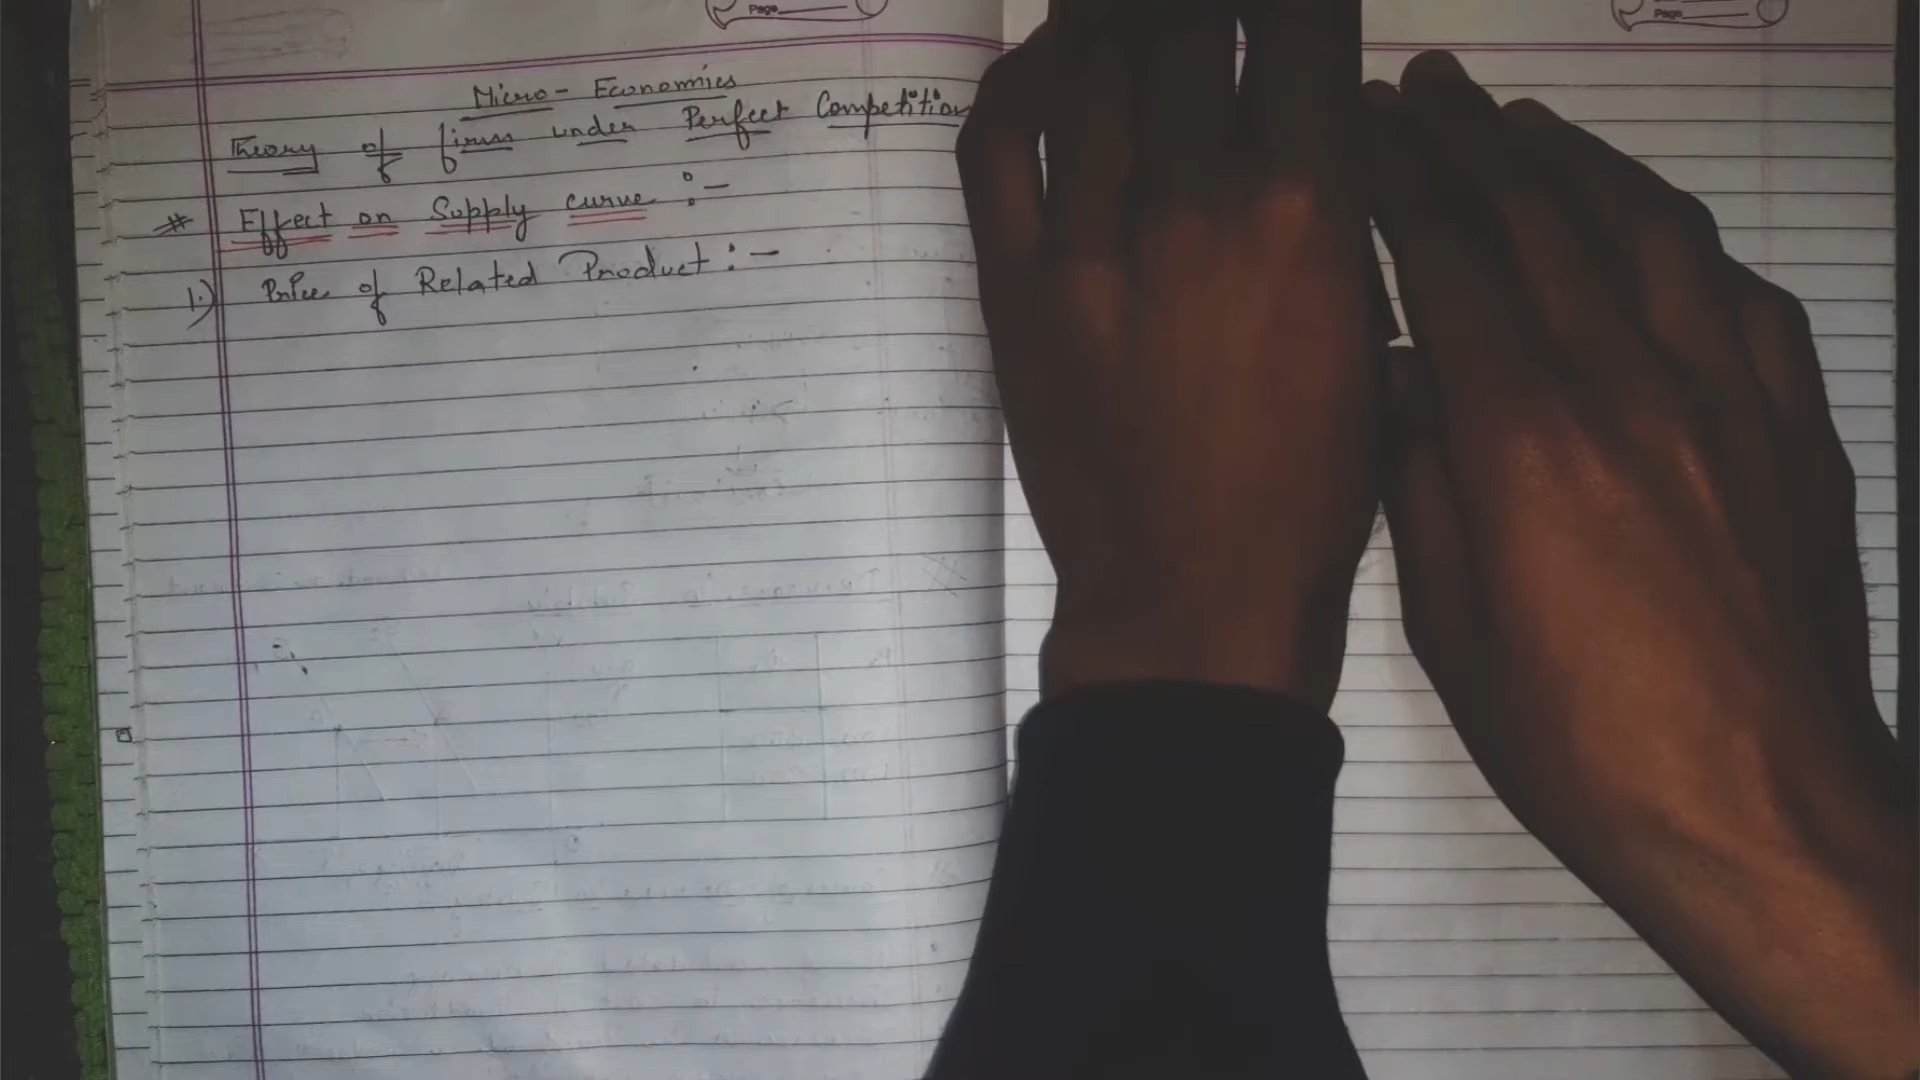 Page
Page
Micro - Economics
Theory of firm under Perfect Competition
# Effect on Supply curve :-
1.) Price of Related Product :-